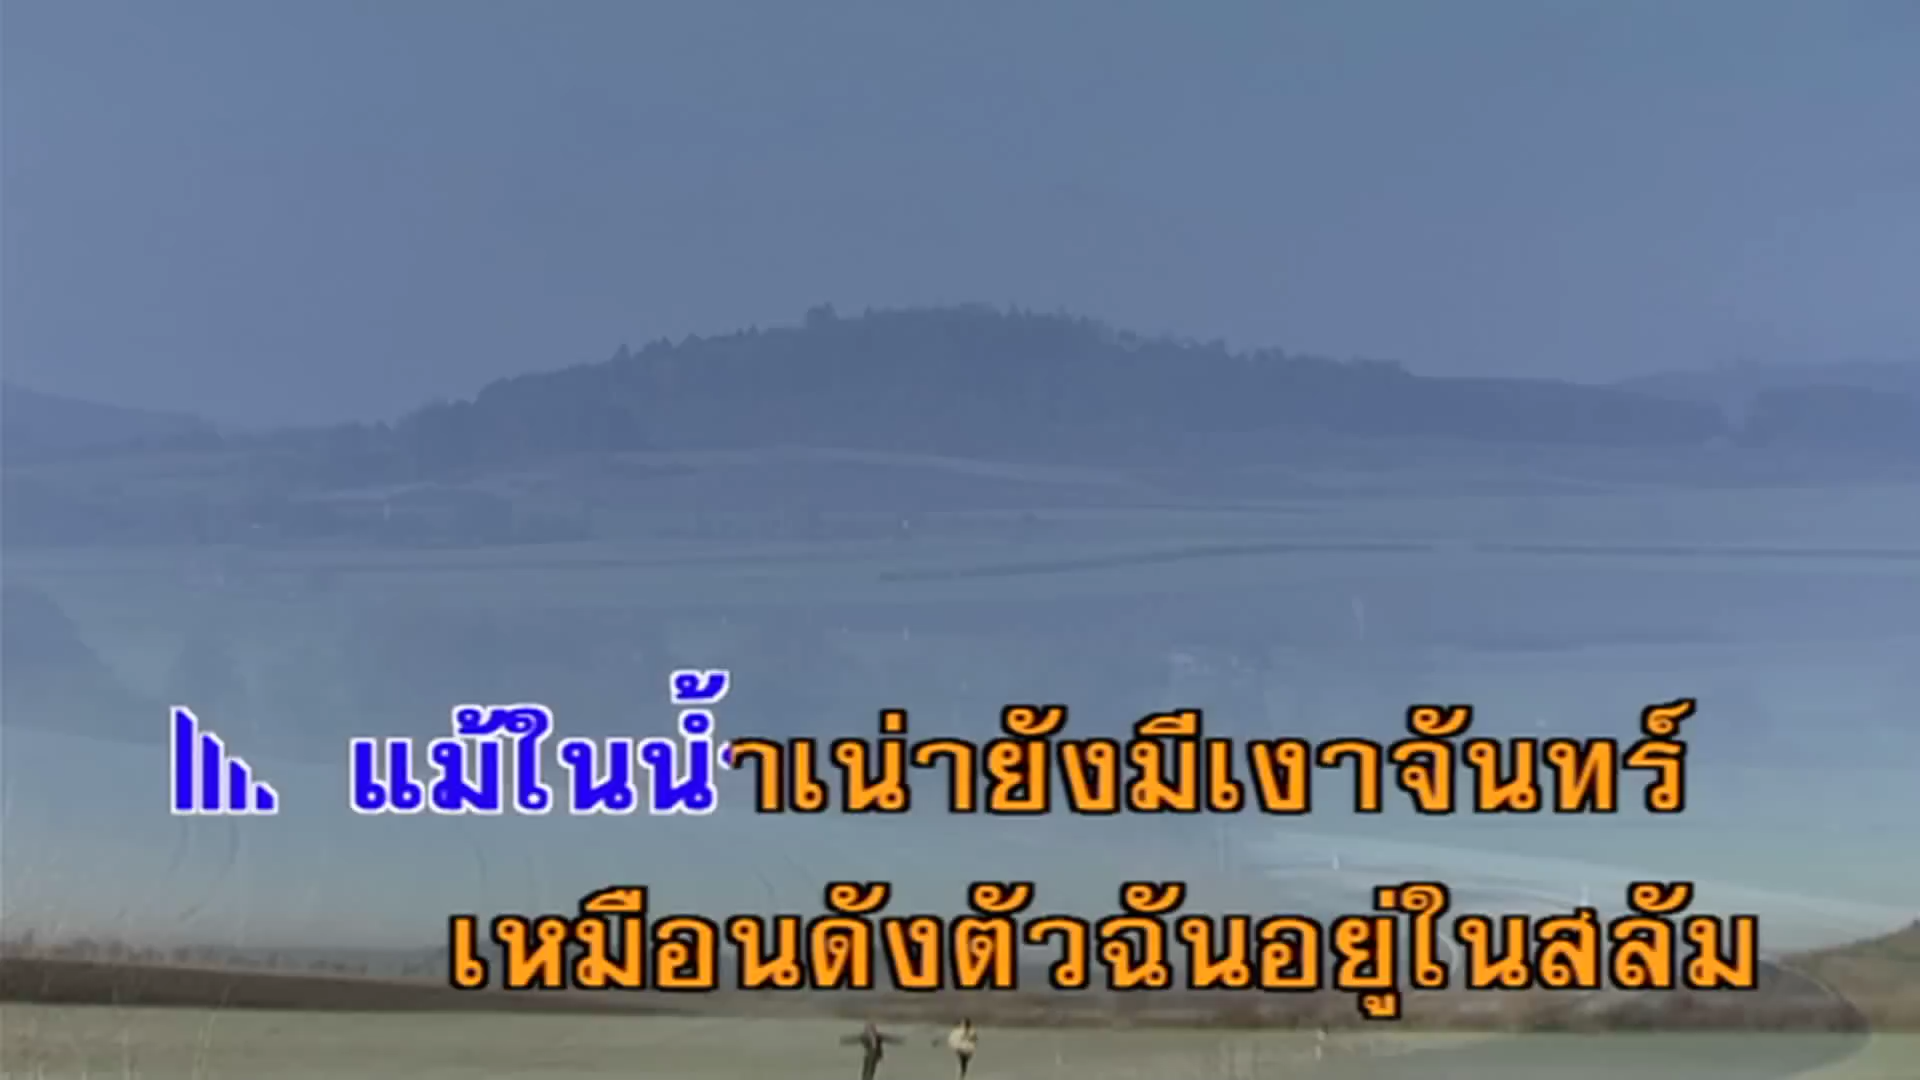 แม้ในน้ำเน่ายังมีเงาจันทร์
เหมือนดังตัวฉันอยู่ในสลัม